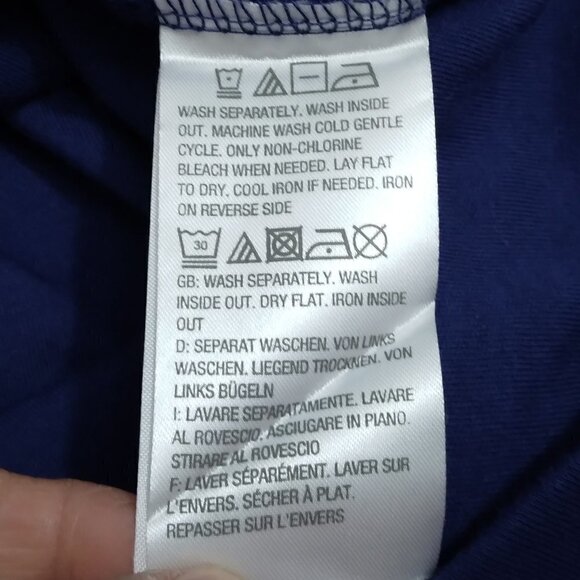 WASH SEPARATELY. WASH INSIDE
OUT. MACHINE WASH COLD GENTLE
CYCLE. ONLY NON-CHLORINE
BLEACH WHEN NEEDED. LAY FLAT
TO DRY. COOL IRON IF NEEDED. IRON
ON REVERSE SIDE
30
GB: WASH SEPARATELY. WASH
INSIDE OUT. DRY FLAT. IRON INSIDE
OUT
D: SEPARAT WASCHEN. VON LINKS
WASCHEN. LIEGEND TROCKNEN. VON
LINKS BÜGELN
I: LAVARE SEPARATAMENTE. LAVARE
AL ROVESCIO. ASCIUGARE IN PIANO.
STIRARE AL ROVESCIO
F: LAVER SÉPARÉMENT. LAVER SUR
L'ENVERS. SÉCHER À PLAT.
REPASSER SUR L'ENVERS